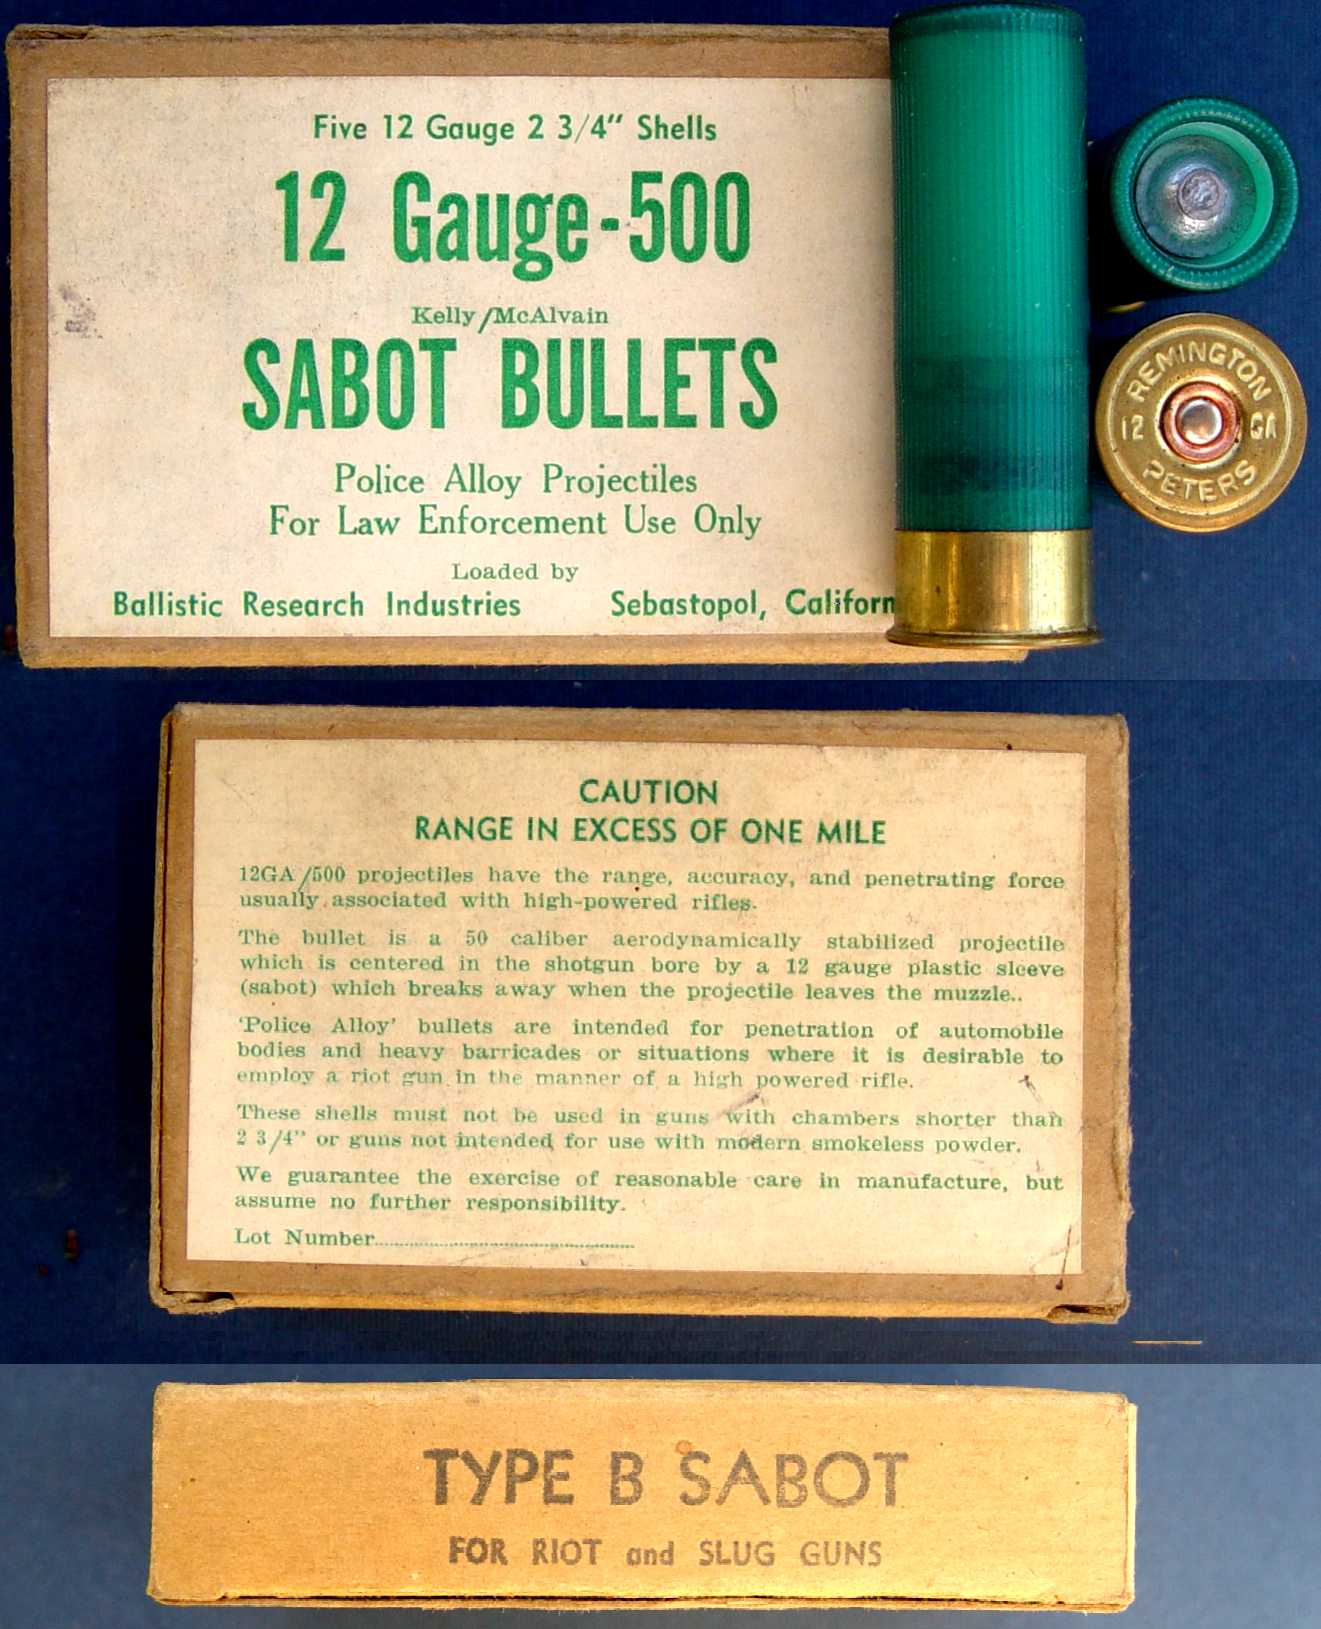 Five 12 Gauge 2 3/4" Shells
12 Gauge-500
Kelly/McAlvain
SABOT BULLETS
Police Alloy Projectiles
For Law Enforcement Use Only
Loaded by
Ballistic Research Industries Sebastopol, Californ
REMINGTON
12 GA
PETERS
CAUTION
RANGE IN EXCESS OF ONE MILE
12GA/500 projectiles have the range, accuracy, and penetrating force
usually associated with high-powered rifles.
The bullet is a 50 caliber aerodynamically stabilized projectile
which is centered in the shotgun bore by a 12 gauge plastic sleeve
(sabot) which breaks away when the projectile leaves the muzzle..
'Police Alloy' bullets are intended for penetration of automobile
bodies and heavy barricades or situations where it is desirable to
employ a riot gun in the manner of a high powered rifle.
These shells must not be used in guns with chambers shorter than
2 3/4" or guns not intended for use with modern smokeless powder.
We guarantee the exercise of reasonable care in manufacture, but
assume no further responsibility.
Lot Number
TYPE B SABOT
FOR RIOT and SLUG GUNS